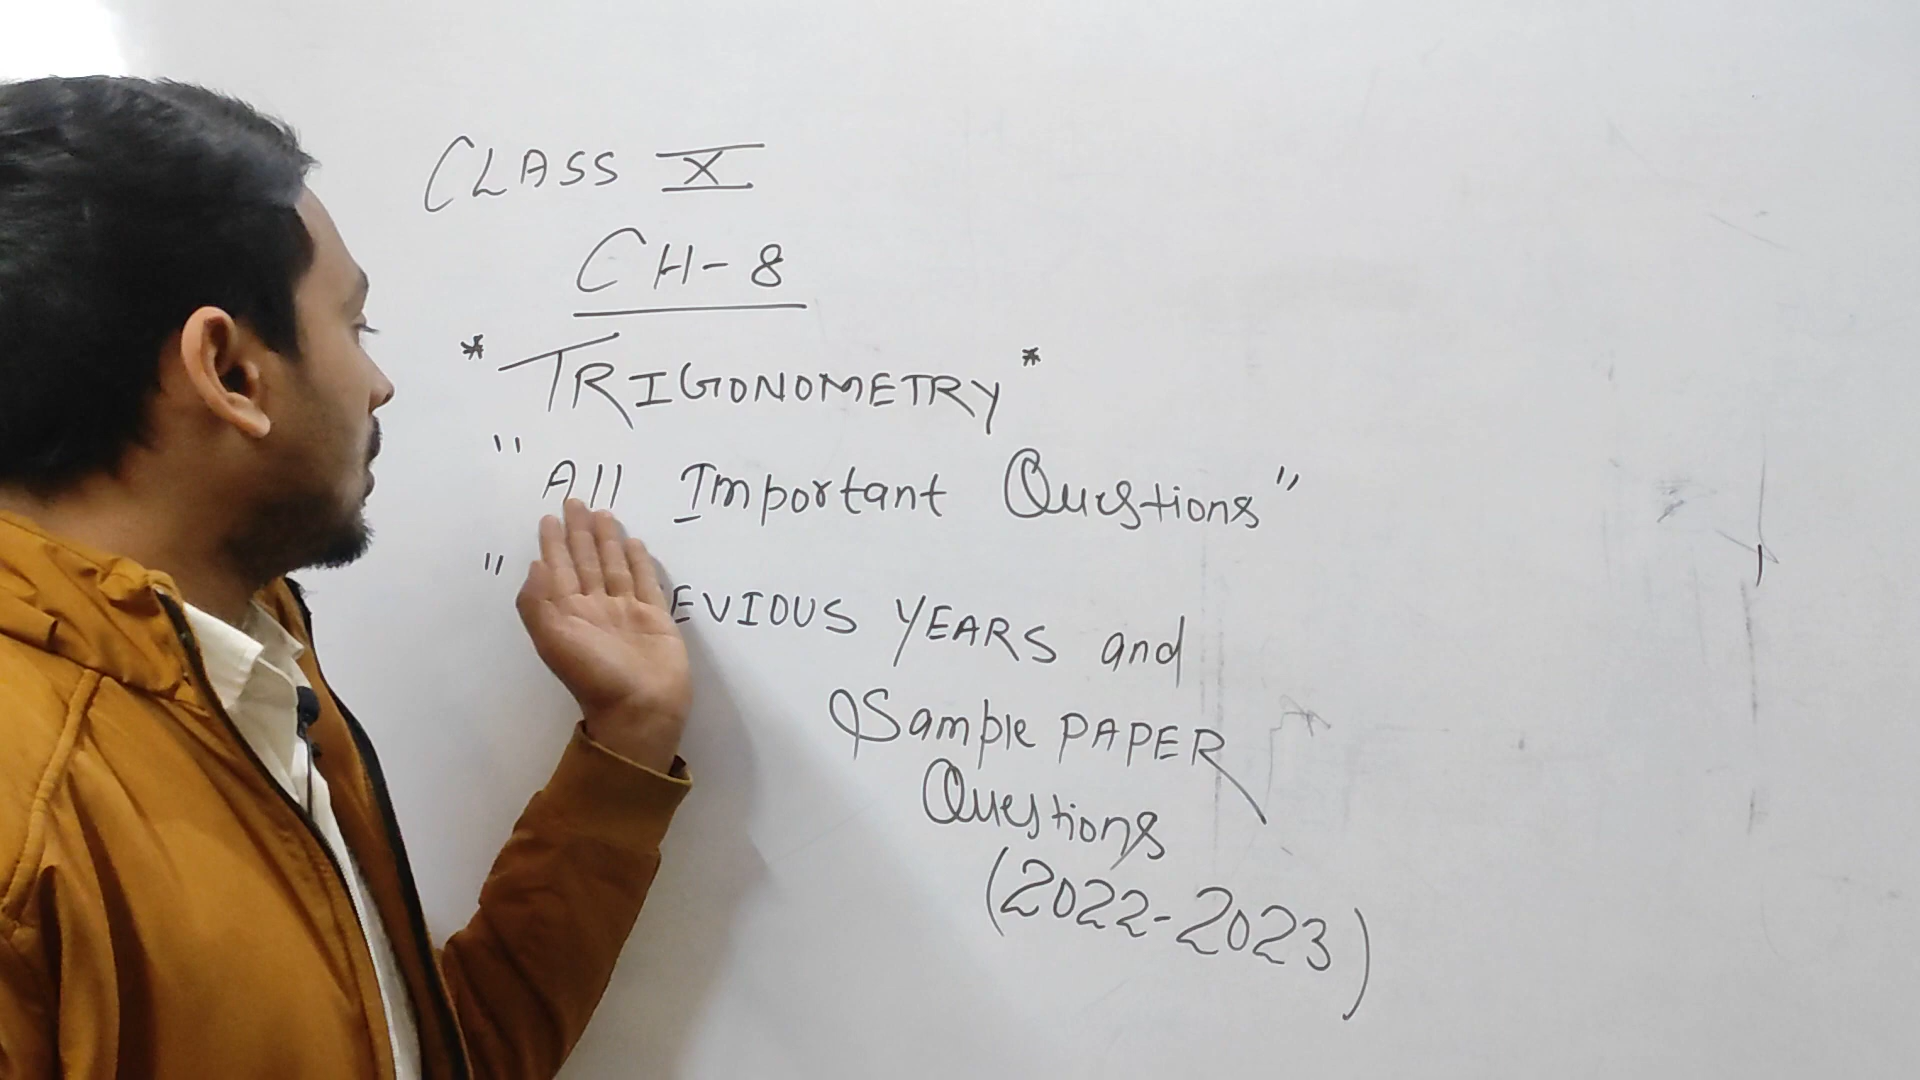 CLASS X
CH-8
* TRIGONOMETRY *
" All Important Questions "
" EVIOUS YEARS and
Sample PAPER
Questions
(2022-2023)